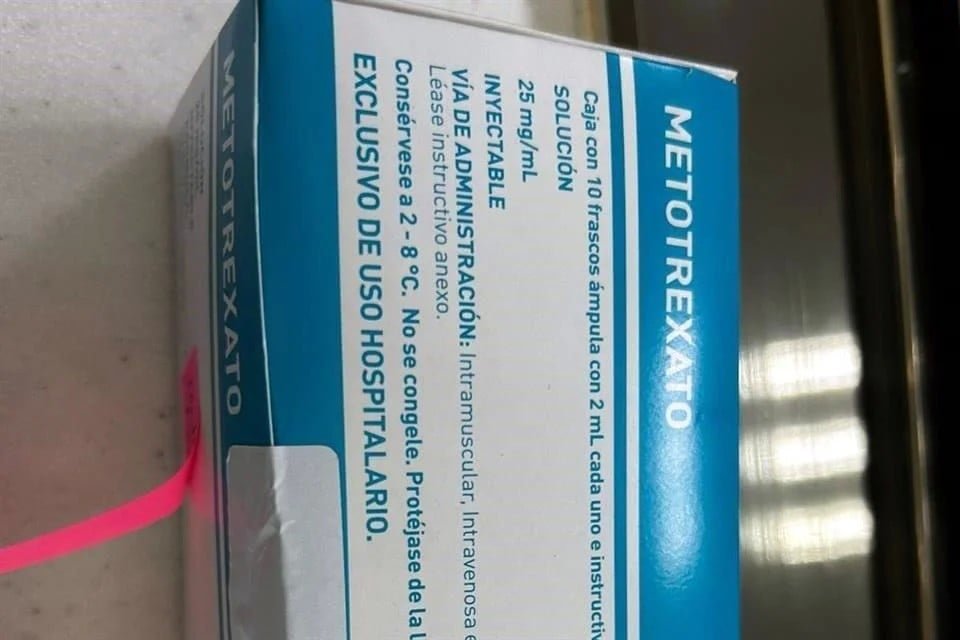 METOTREXATO
Caja con 10 frascos ámpula con 2 mL cada uno e
SOLUCIÓN
25 mg/mL
INYECTABLE
VÍA DE ADMINISTRACIÓN: Intramuscular, Intravenosa
Léase instructivo anexo.
Consérvese a 2 - 8 °C. No se congele. Protéjase de la
EXCLUSIVO DE USO HOSPITALARIO.
METOTREXATO